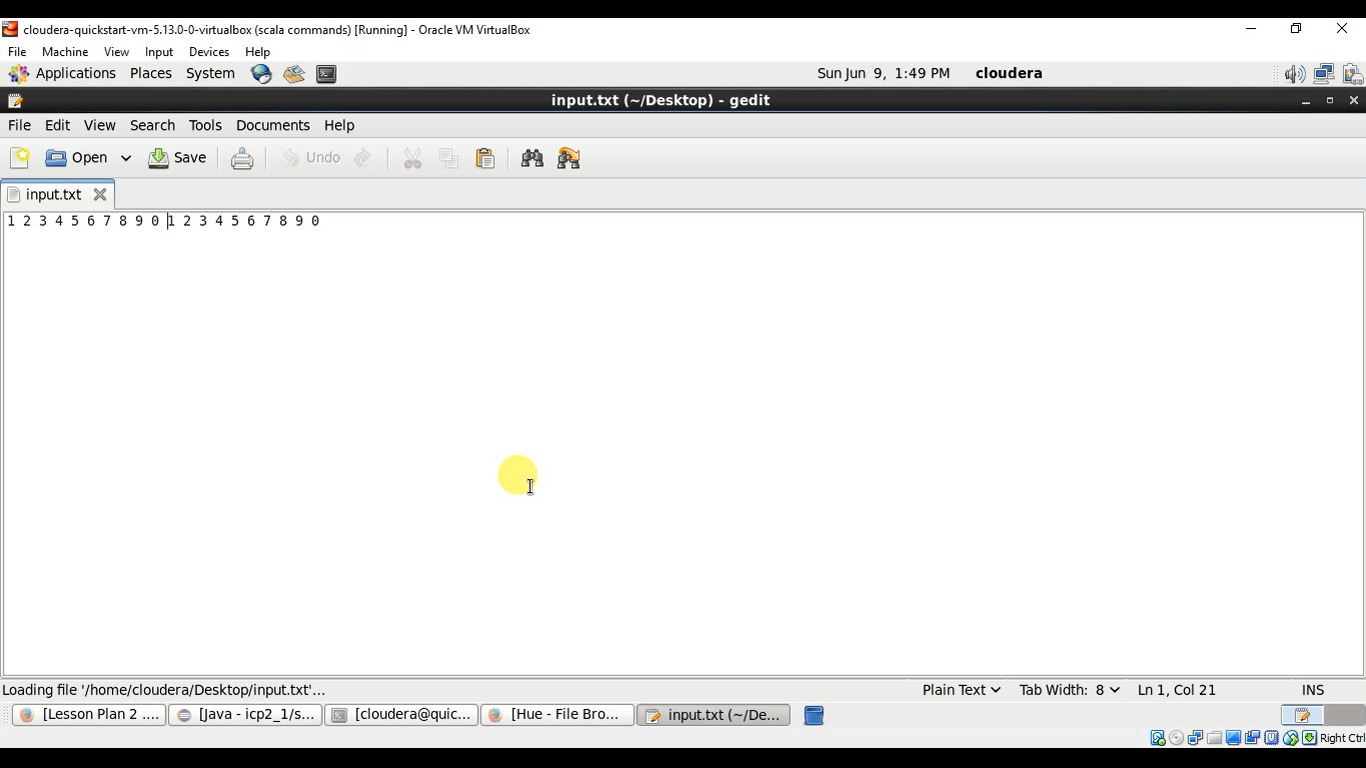 cloudera-quickstart-vm-5.13.0-0-virtualbox (scala commands) [Running] - Oracle VM VirtualBox
File Machine View Input Devices Help
Applications Places System Sun Jun 9, 1:49 PM cloudera
input.txt (~/Desktop) - gedit
File Edit View Search Tools Documents Help
Open Save Undo
input.txt
1 2 3 4 5 6 7 8 9 0 1 2 3 4 5 6 7 8 9 0
Loading file '/home/cloudera/Desktop/input.txt'... Plain Text Tab Width: 8 Ln 1, Col 21 INS
[Lesson Plan 2 .... [Java - icp2_1/s... [cloudera@quic... [Hue - File Bro... input.txt (~/De...
Right Ctrl